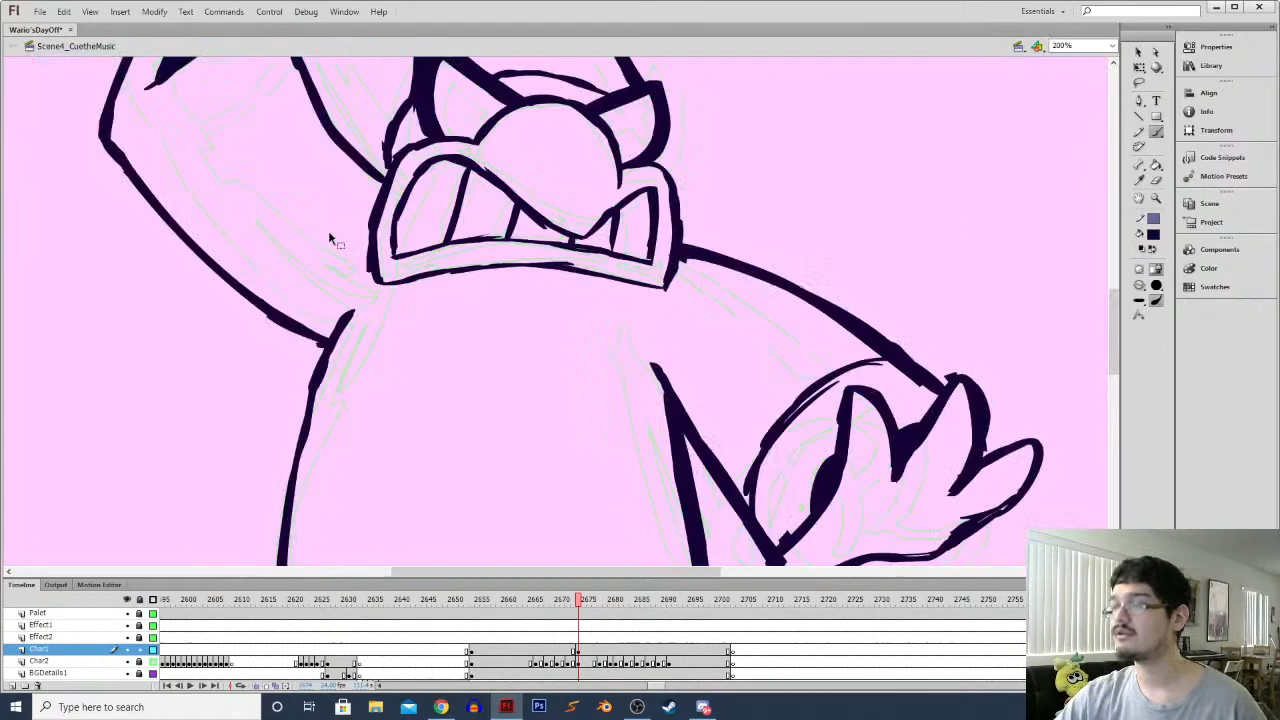 Fl File Edit View Insert Modify Text Commands Control Debug Window Help Essentials
Wario'sDayOff* ×
Scene4_CuetheMusic 200%
Properties
Library
Align
Info
Transform
Code Snippets
Motion Presets
Scene
Project
Components
Color
Swatches
Timeline Output Motion Editor
2600 2605 2610 2615 2620 2625 2630 2635 2640 2645 2650 2655 2660 2665 2670 2675 2680 2685 2690 2695 2700 2705 2710 2715 2720 2725 2730 2735 2740 2745 2750 2755
Palet
Effect1
Effect2
Char1
Char2
BGDetails1
Type here to search